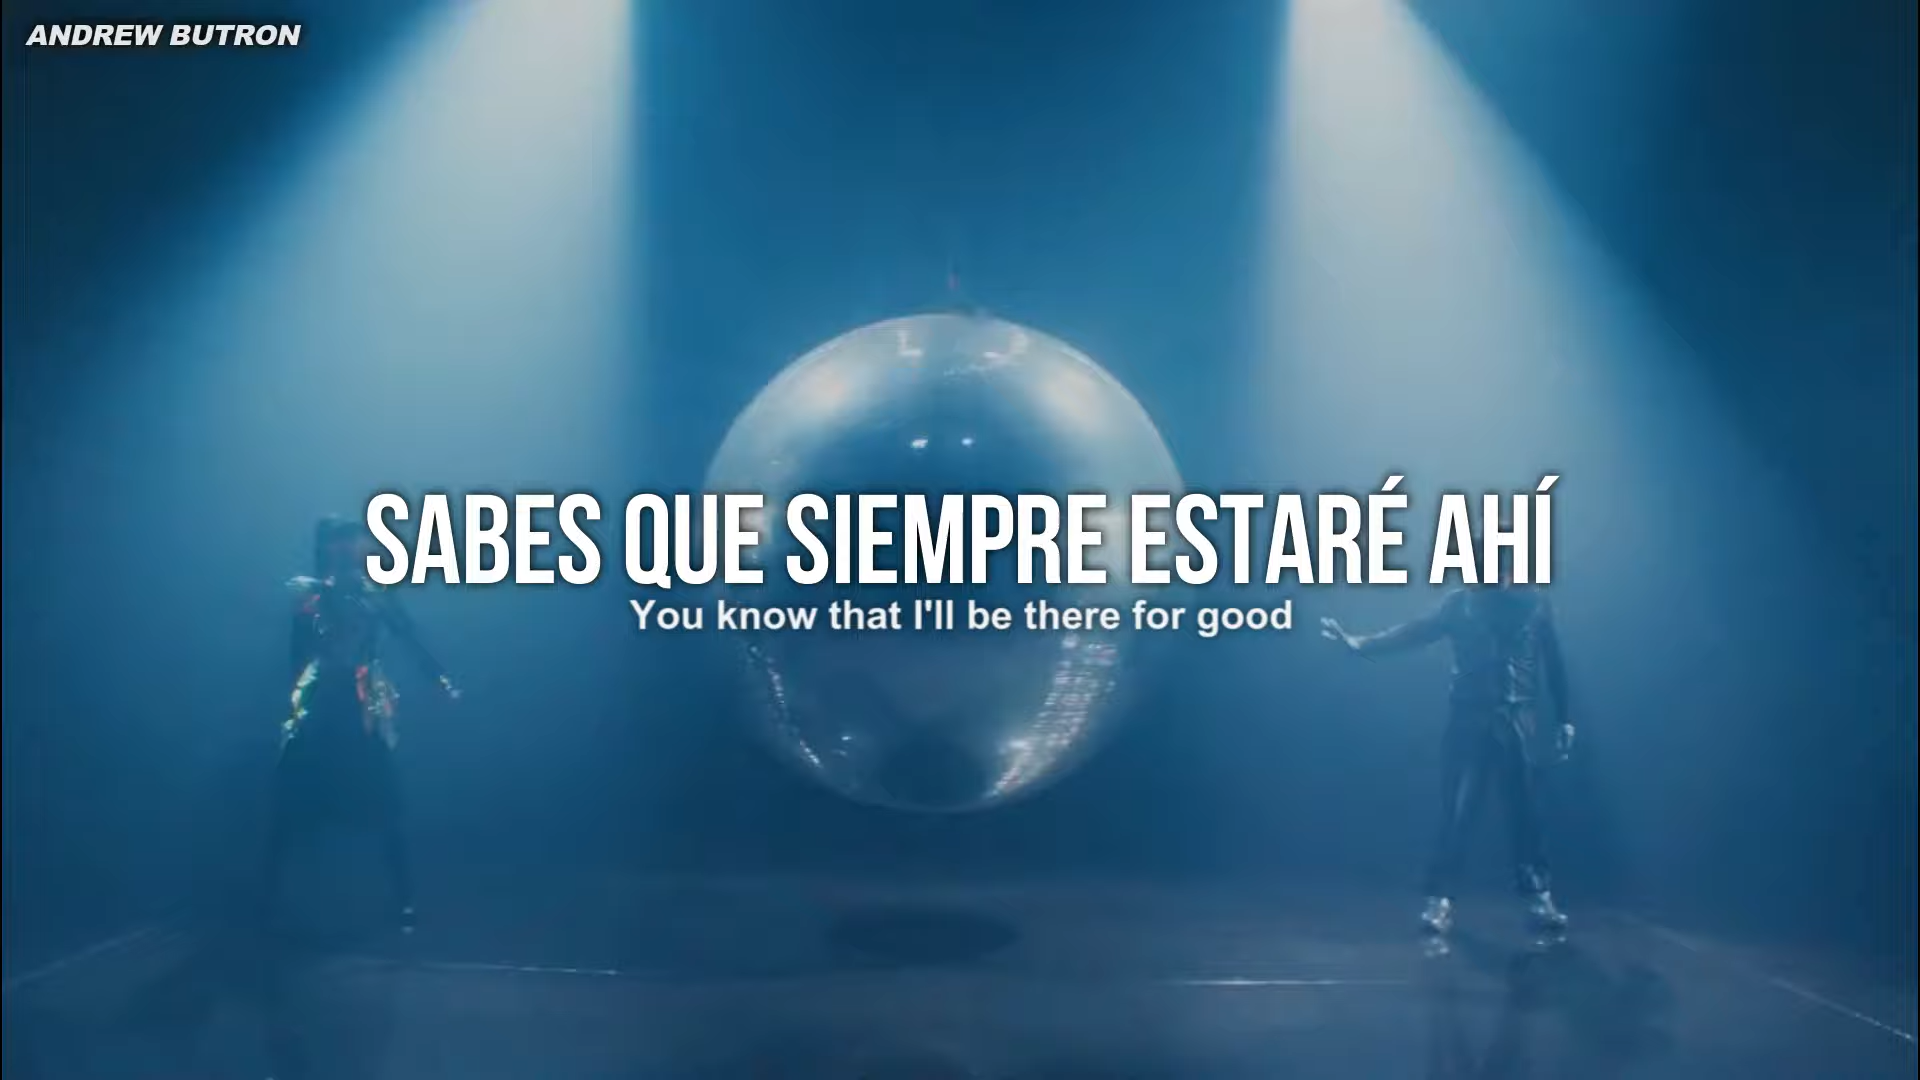 ANDREW BUTRON
SABES QUE SIEMPRE ESTARÉ AHÍ
You know that I'll be there for good